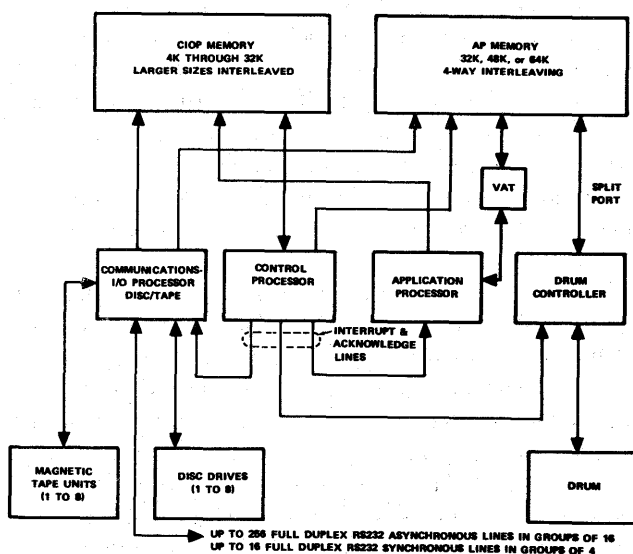 CIOP MEMORY
4K THROUGH 32K
LARGER SIZES INTERLEAVED
AP MEMORY
32K, 48K, or 64K
4-WAY INTERLEAVING
VAT
SPLIT
PORT
COMMUNICATIONS-
I/O PROCESSOR
DISC/TAPE
CONTROL
PROCESSOR
APPLICATION
PROCESSOR
DRUM
CONTROLLER
INTERRUPT &
ACKNOWLEDGE
LINES
MAGNETIC
TAPE UNITS
(1 TO 8)
DISC DRIVES
(1 TO 8)
DRUM
UP TO 256 FULL DUPLEX RS232 ASYNCHRONOUS LINES IN GROUPS OF 16
UP TO 16 FULL DUPLEX RS232 SYNCHRONOUS LINES IN GROUPS OF 4